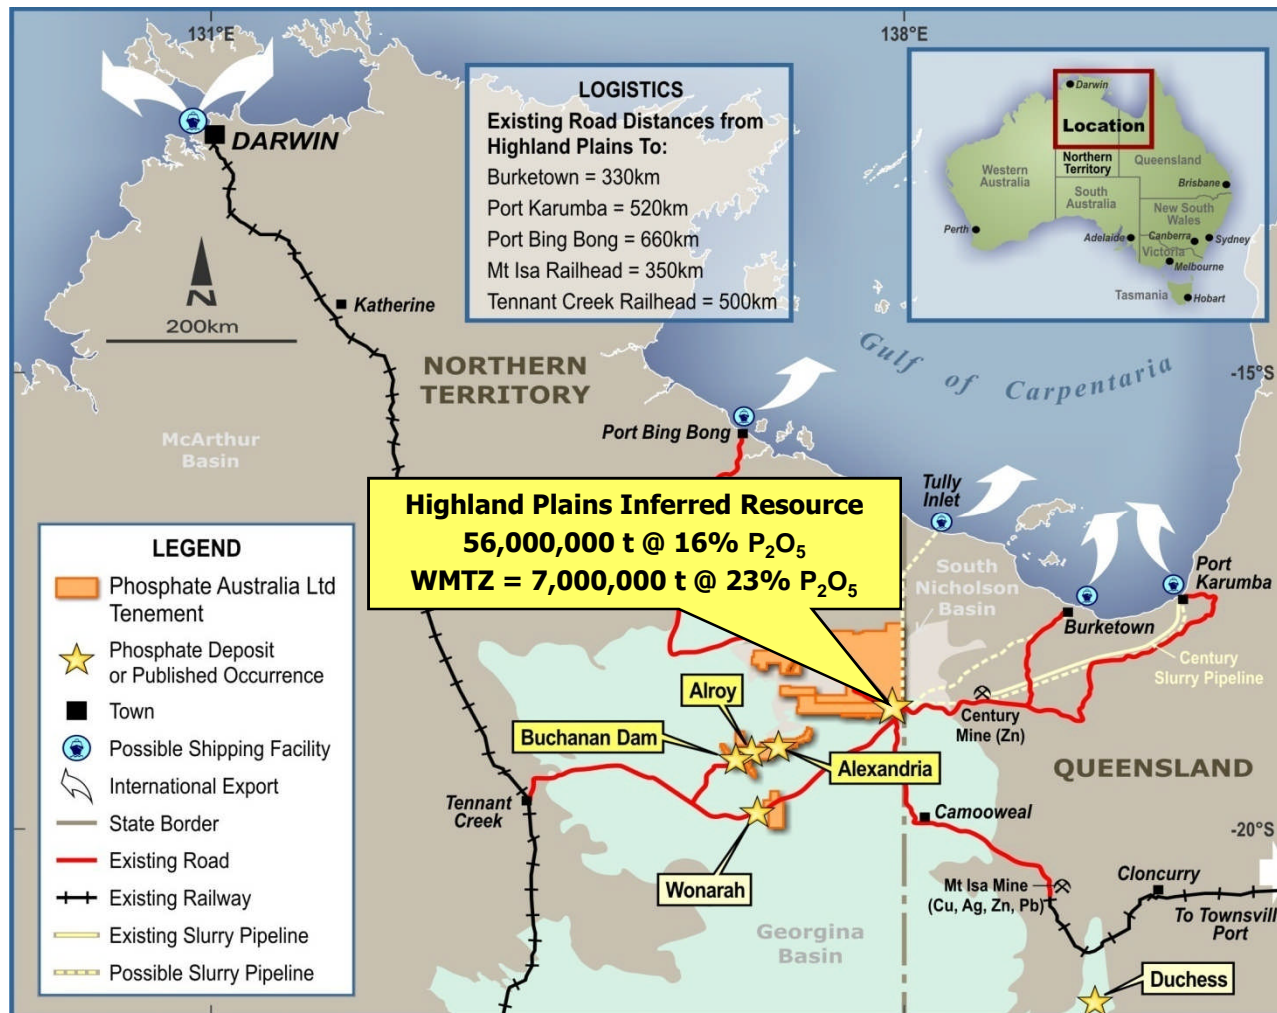 131°E
138°E
DARWIN
LOGISTICS
Existing Road Distances from
Highland Plains To:
Burketown = 330km
Port Karumba = 520km
Port Bing Bong = 660km
Mt Isa Railhead = 350km
Tennant Creek Railhead = 500km
Darwin
Location
Northern
Territory
Western
Australia
Queensland
South
Australia
Brisbane
New South
Wales
Perth
Adelaide
Canberra
Sydney
Victoria
Melbourne
Tasmania
Hobart
N
200km
Katherine
NORTHERN
TERRITORY
Gulf of Carpentaria
-15°S
McArthur
Basin
Port Bing Bong
Highland Plains Inferred Resource
56,000,000 t @ 16% P₂O₅
WMTZ = 7,000,000 t @ 23% P₂O₅
Tully
Inlet
South
Nicholson
Basin
Port
Karumba
Burketown
Century
Slurry Pipeline
Century
Mine (Zn)
LEGEND
Phosphate Australia Ltd
Tenement
Phosphate Deposit
or Published Occurrence
Town
Possible Shipping Facility
International Export
State Border
Existing Road
Existing Railway
Existing Slurry Pipeline
Possible Slurry Pipeline
Alroy
Buchanan Dam
Alexandria
QUEENSLAND
Tennant
Creek
Camooweal
-20°S
Wonarah
Mt Isa Mine
(Cu, Ag, Zn, Pb)
Cloncurry
To Townsvill
Port
Georgina
Basin
Duchess